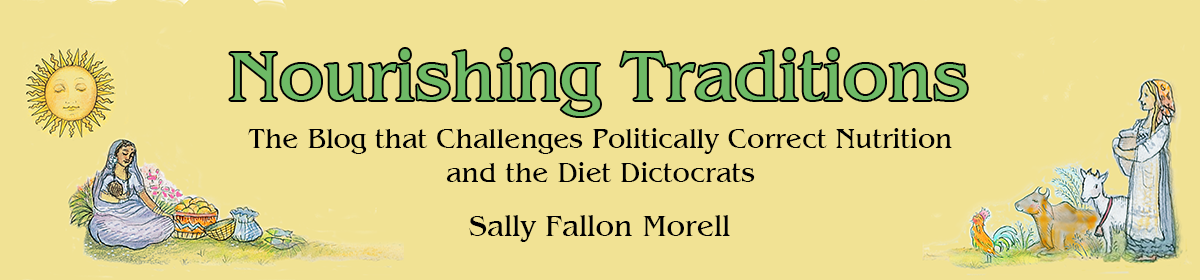 Nourishing Traditions
The Blog that Challenges Politically Correct Nutrition
and the Diet Dictocrats
Sally Fallon Morell